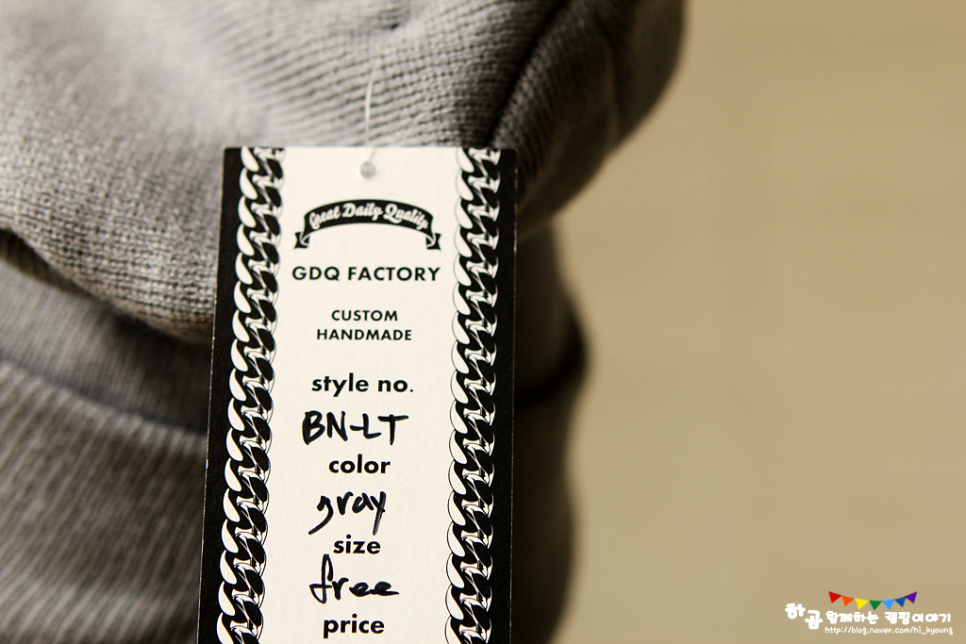 Great Daily Quality
GDQ FACTORY
CUSTOM
HANDMADE
style no.
BN-LT
color
gray
size
free
price
하곰 함께하는 캠핑이야기
http://blog.naver.com/hi_kyoung